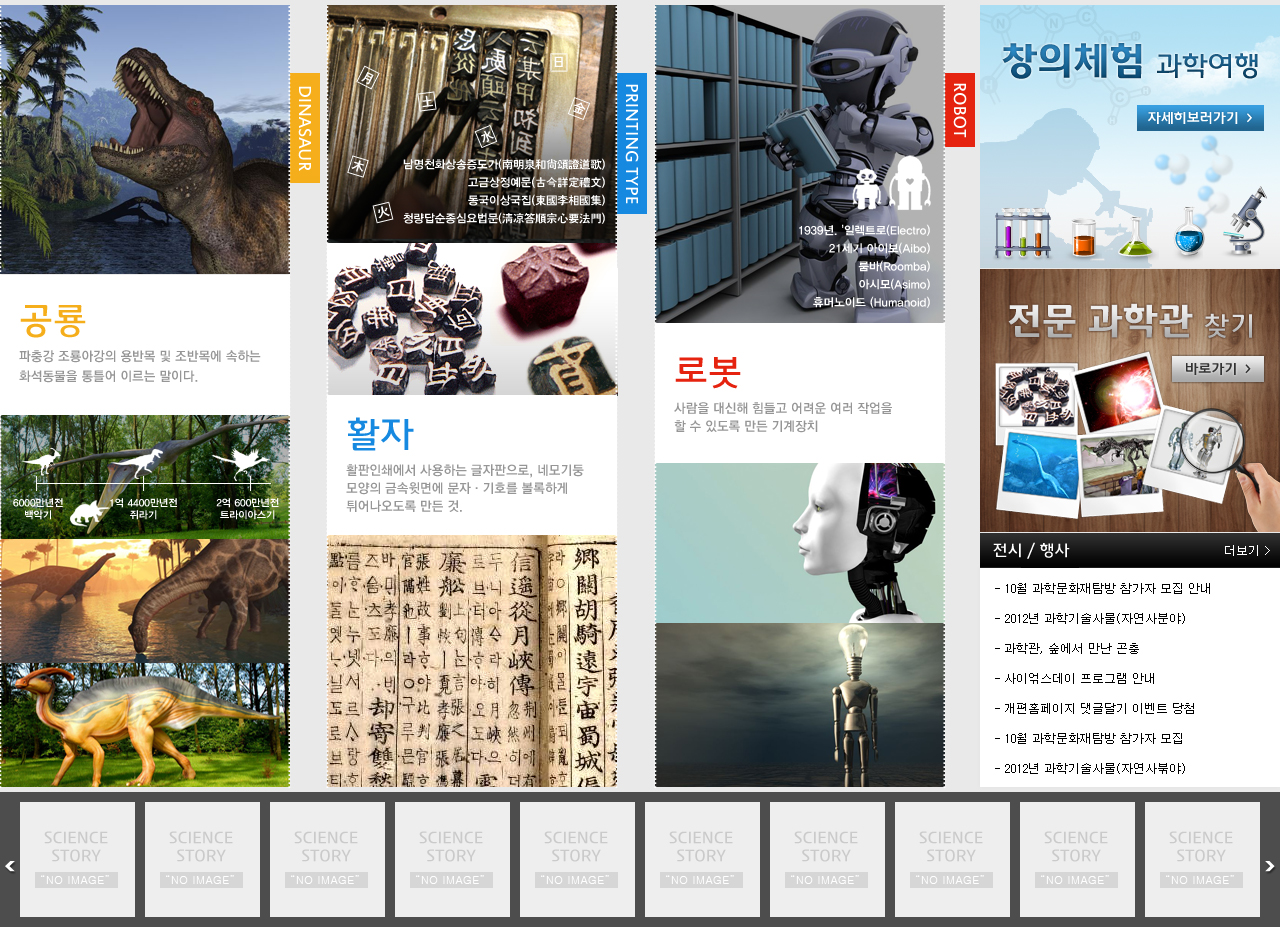 DINASAUR
공룡
파충강 조룡아강의 용반목 및 조반목에 속하는
화석동물을 통틀어 이르는 말이다.
6000만년전
백악기
1억 4400만년전
쥐라기
2억 600만년전
트라이아스기
月
土
日
金
水
木
火
남명천화상송증도가(南明泉和尙頌證道歌)
고금상정예문(古今詳定禮文)
동국이상국집(東國李相國集)
청량답순종심요법문(淸凉答順宗心要法門)
PRINTING TYPE
활자
활판인쇄에서 사용하는 글자판으로, 네모기둥
모양의 금속윗면에 문자 · 기호를 볼록하게
튀어나오도록 만든 것.
鄉關胡騎遠宇宙蜀城偏
信遥從月峽傳
却寄雙愁
1939년. '일렉트로(Electro)
21세기 아이보(Aibo)
룸바(Roomba)
아시모(Asimo)
휴머노이드 (Humanoid)
ROBOT
로봇
사람을 대신해 힘들고 어려운 여러 작업을
할 수 있도록 만든 기계장치
창의체험 과학여행
자세히보러가기
전문 과학관 찾기
바로가기
전시 / 행사
더보기
- 10월 과학문화재탐방 참가자 모집 안내
- 2012년 과학기술사물(자연사분야)
- 과학관, 숲에서 만난 곤충
- 사이언스데이 프로그램 안내
- 개편홈페이지 댓글달기 이벤트 당첨
- 10월 과학문화재탐방 참가자 모집
- 2012년 과학기술사물(자연사분야)
SCIENCE
STORY
"NO IMAGE"
SCIENCE
STORY
"NO IMAGE"
SCIENCE
STORY
"NO IMAGE"
SCIENCE
STORY
"NO IMAGE"
SCIENCE
STORY
"NO IMAGE"
SCIENCE
STORY
"NO IMAGE"
SCIENCE
STORY
"NO IMAGE"
SCIENCE
STORY
"NO IMAGE"
SCIENCE
STORY
"NO IMAGE"
SCIENCE
STORY
"NO IMAGE"